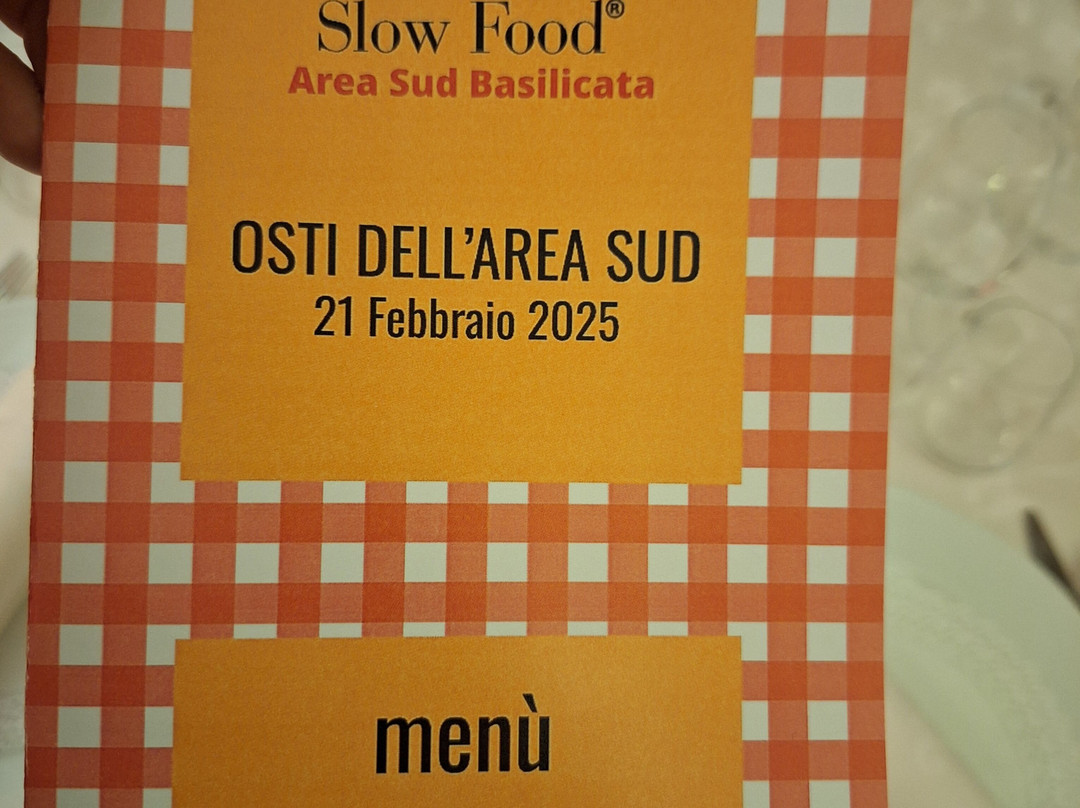 Slow Food®
Area Sud Basilicata
OSTI DELL'AREA SUD
21 Febbraio 2025
menù